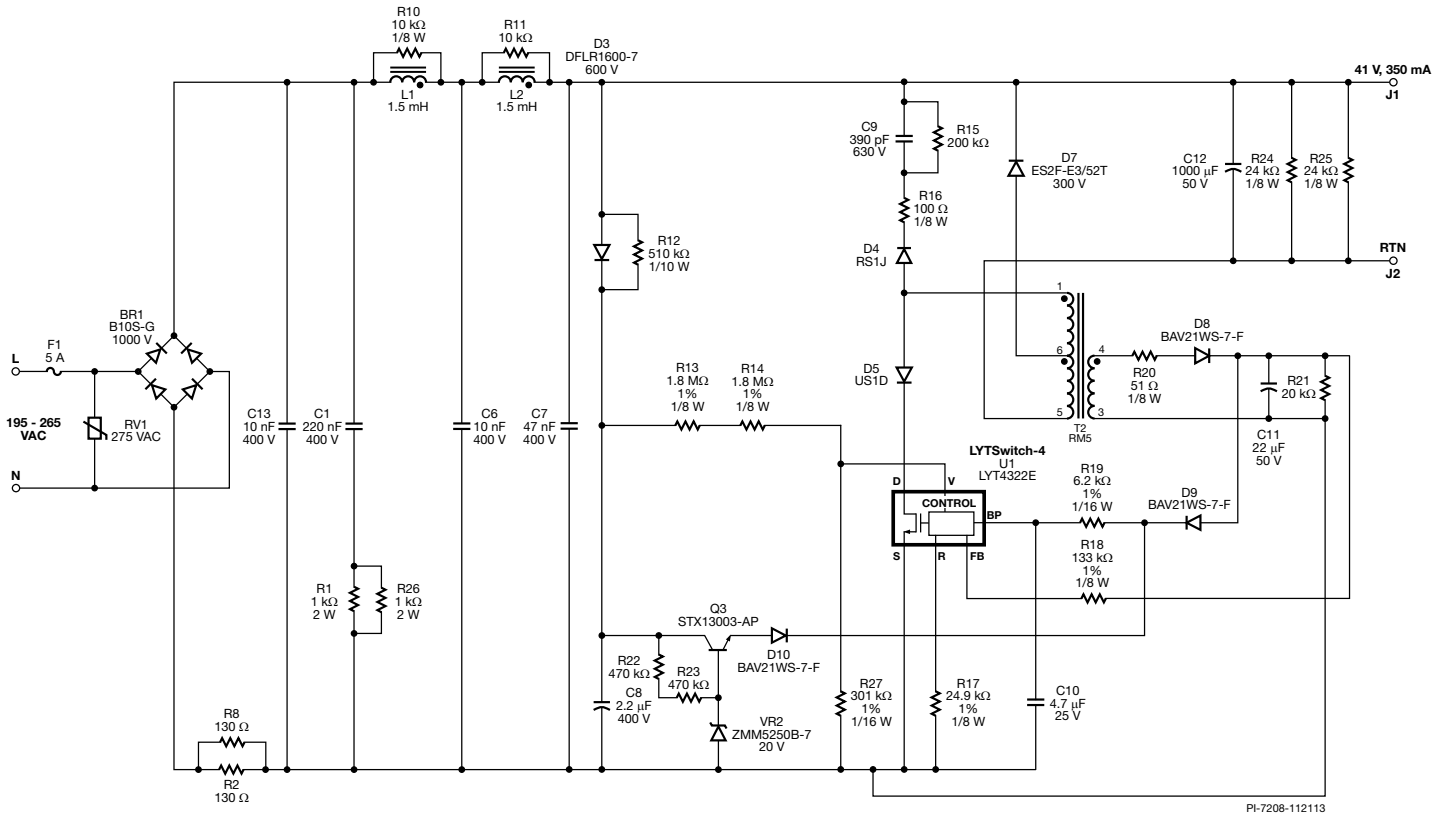 R10
10 kΩ
1/8 W
L1
1.5 mH
R11
10 kΩ
L2
1.5 mH
D3
DFLR1600-7
600 V
41 V, 350 mA
J1
C9
390 pF
630 V
R15
200 kΩ
D7
ES2F-E3/52T
300 V
C12
1000 µF
50 V
R24
24 kΩ
1/8 W
R25
24 kΩ
1/8 W
R16
100 Ω
1/8 W
R12
510 kΩ
1/10 W
D4
RS1J
RTN
J2
BR1
B10S-G
1000 V
F1
5 A
L
195 - 265
VAC
RV1
275 VAC
N
C13
10 nF
400 V
C1
220 nF
400 V
C6
10 nF
400 V
C7
47 nF
400 V
R13
1.8 MΩ
1%
1/8 W
R14
1.8 MΩ
1%
1/8 W
D5
US1D
1
6
5
4
3
T2
RM5
D8
BAV21WS-7-F
R20
51 Ω
1/8 W
R21
20 kΩ
C11
22 µF
50 V
LYTSwitch-4
U1
LYT4322E
D
V
CONTROL
BP
S
R
FB
R19
6.2 kΩ
1%
1/16 W
D9
BAV21WS-7-F
R18
133 kΩ
1%
1/8 W
R1
1 kΩ
2 W
R26
1 kΩ
2 W
Q3
STX13003-AP
D10
BAV21WS-7-F
R22
470 kΩ
R23
470 kΩ
C8
2.2 µF
400 V
VR2
ZMM5250B-7
20 V
R27
301 kΩ
1%
1/16 W
R17
24.9 kΩ
1%
1/8 W
C10
4.7 µF
25 V
R8
130 Ω
R2
130 Ω
PI-7208-112113